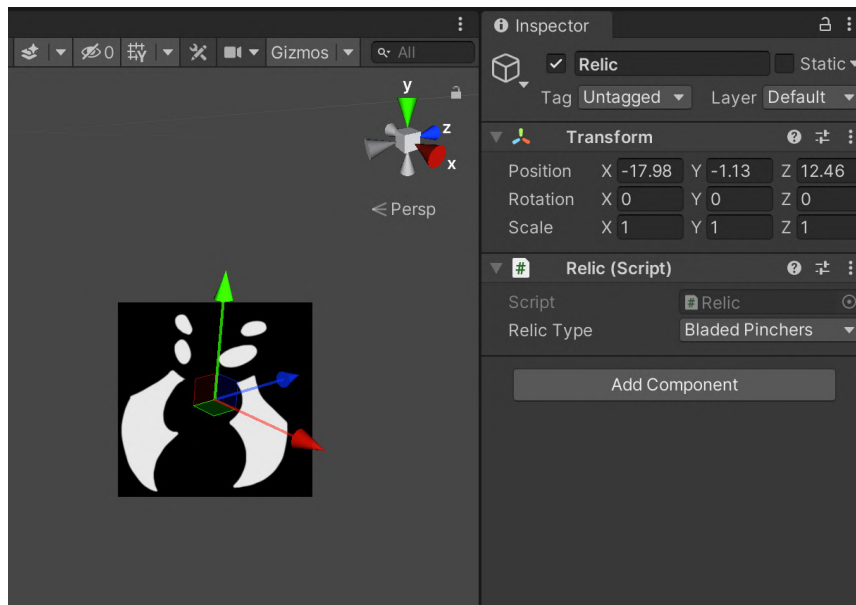 Inspector
0
Gizmos
All
Relic
Static
Tag Untagged Layer Default
y
z
x
Persp
Transform
Position X -17.98 Y -1.13 Z 12.46
Rotation X 0 Y 0 Z 0
Scale X 1 Y 1 Z 1
# Relic (Script)
Script # Relic
Relic Type Bladed Pinchers
Add Component